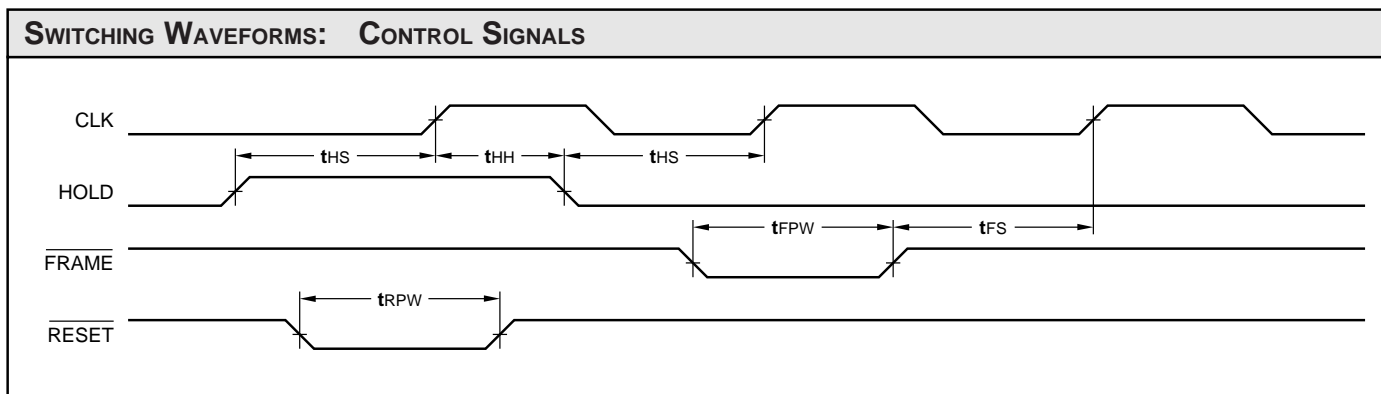 SWITCHING WAVEFORMS: CONTROL SIGNALS
CLK
tHS tHH tHS
HOLD
tFPW tFS
FRAME
tRPW
RESET